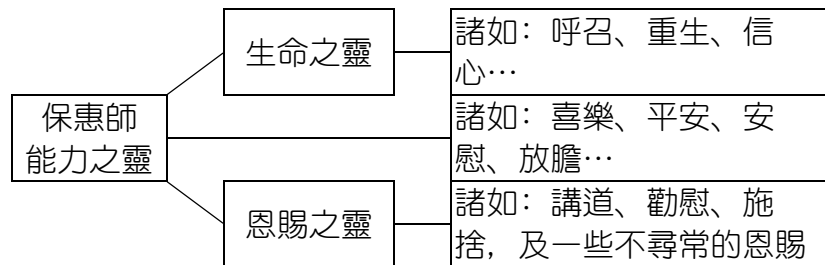 生命之靈
諸如：呼召、重生、信
心…
保惠師
能力之靈
諸如：喜樂、平安、安
慰、放膽…
恩賜之靈
諸如：講道、勸慰、施
捨，及一些不尋常的恩賜